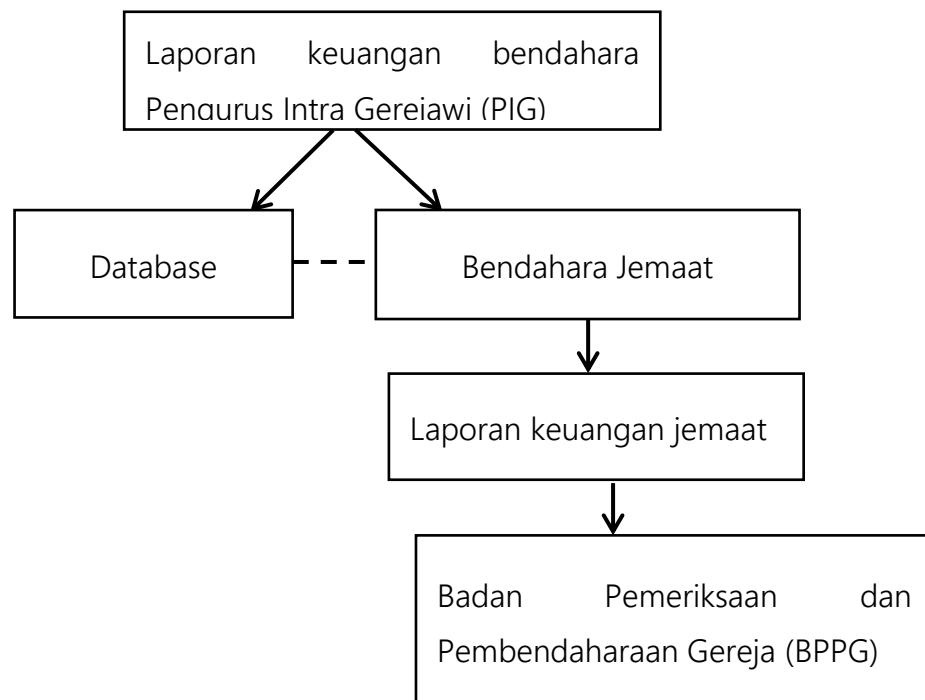 Laporan keuangan bendahara
Pengurus Intra Gerejawi (PIG)
Database
Bendahara Jemaat
Laporan keuangan jemaat
Badan Pemeriksaan dan
Pembendaharaan Gereja (BPPG)